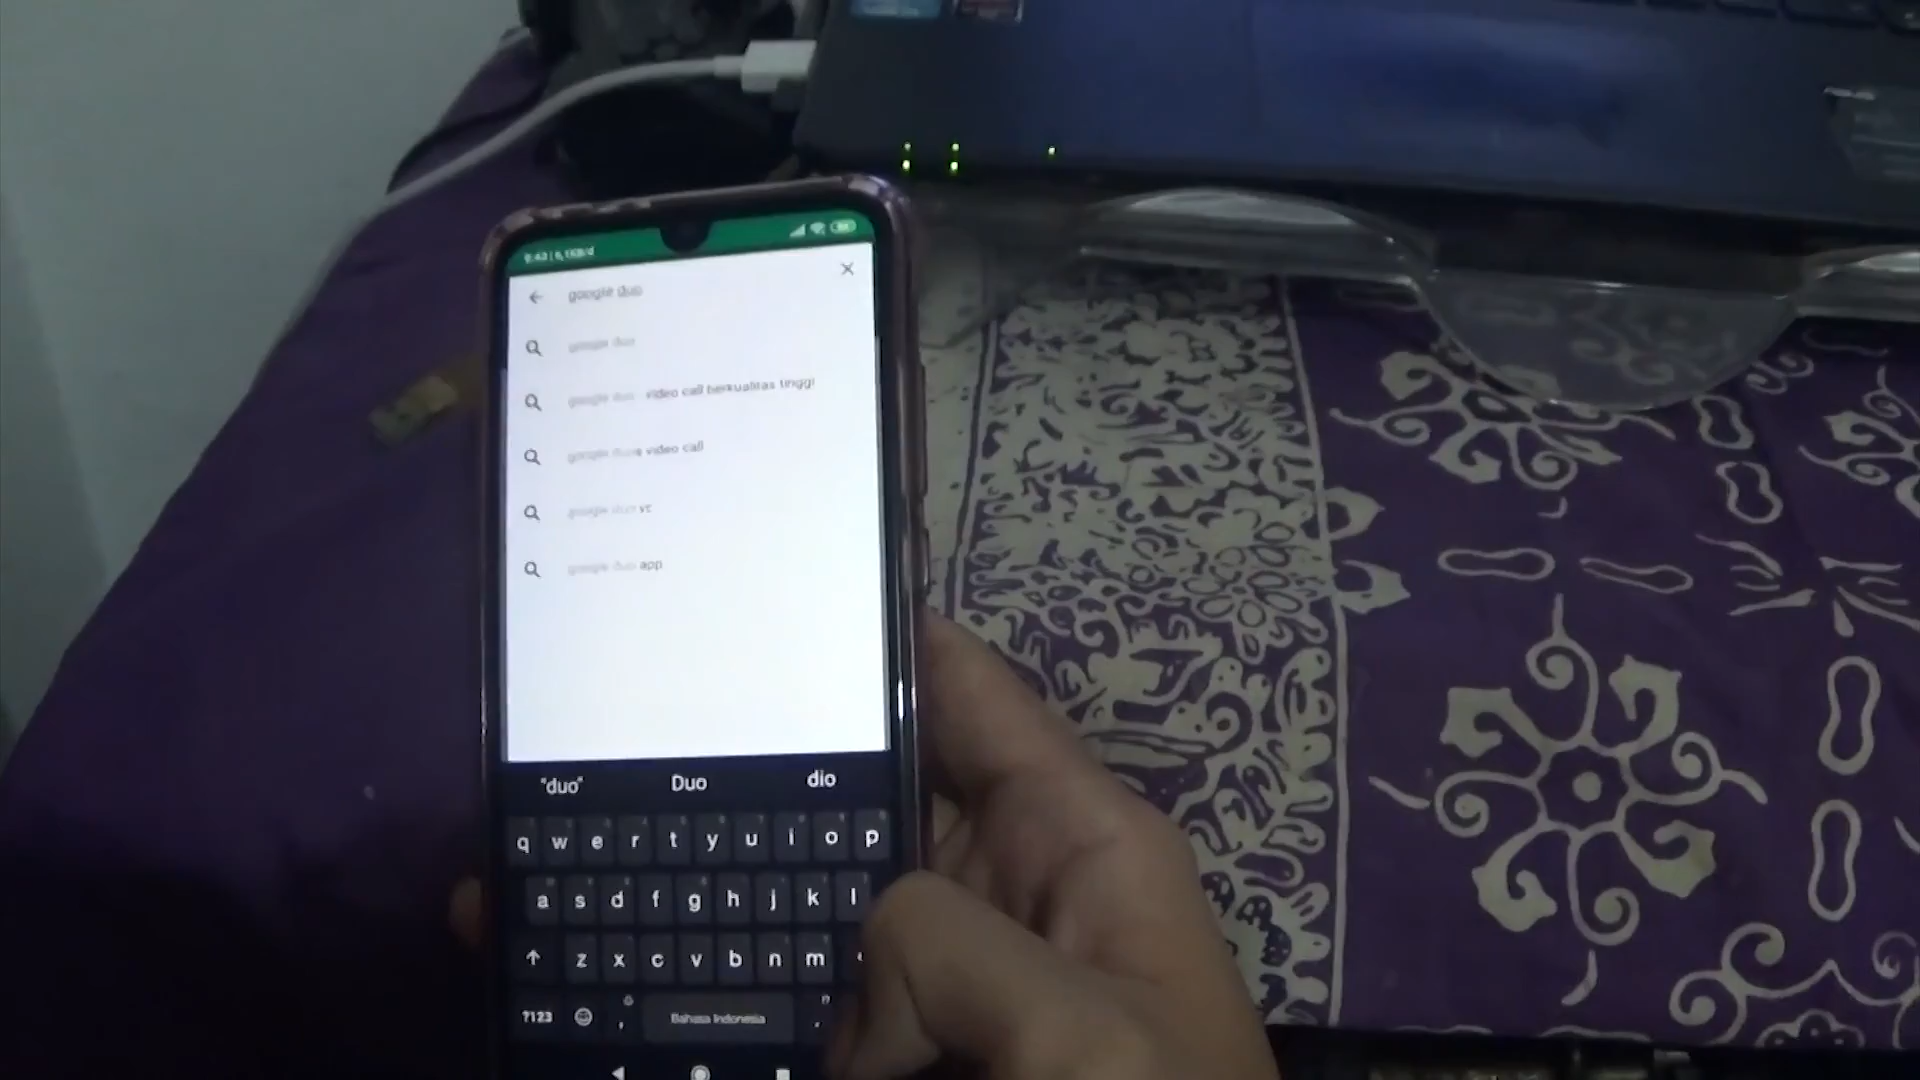 google duo
google duo
google duo video call berkualitas tinggi
google duo video call
google duo vc
google duo app
"duo" Duo dio
q w e r t y u i o p
a s d f g h j k l
z x c v b n m
?123 , Bahasa Indonesia .